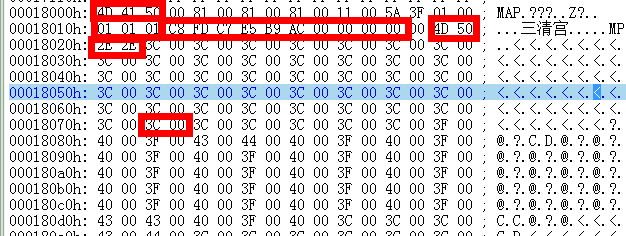 00018000h: 4D 41 50 00 81 00 81 00 81 00 11 00 5A 3F 01 00 ; MAP.???..Z?..
00018010h: 01 01 01 C8 FD C7 E5 B9 AC 00 00 00 00 00 4D 50 ; ...三清宫.....MP
00018020h: 2E 2E 3C 00 3C 00 3C 00 3C 00 3C 00 3C 00 3C 00 ; ..<.<.<.<.<.<.<.
00018030h: 3C 00 3C 00 3C 00 3C 00 3C 00 3C 00 3C 00 3C 00 ; <.<.<.<.<.<.<.<.
00018040h: 3C 00 3C 00 3C 00 3C 00 3C 00 3C 00 3C 00 3C 00 ; <.<.<.<.<.<.<.<.
00018050h: 3C 00 3C 00 3C 00 3C 00 3C 00 3C 00 3C 00 3C 00 ; <.<.<.<.<.<.<.<.
00018060h: 3C 00 3C 00 3C 00 3C 00 3C 00 3C 00 3C 00 3C 00 ; <.<.<.<.<.<.<.<.
00018070h: 3C 00 3C 00 3C 00 3C 00 3C 00 3C 00 3C 00 3F 00 ; <.<.<.<.<.<.<.?.
00018080h: 40 00 3F 00 43 00 44 00 40 00 3F 00 40 00 3F 00 ; @.?.C.D.@.?.@.?.
00018090h: 40 00 3F 00 40 00 3F 00 40 00 3F 00 40 00 3F 00 ; @.?.@.?.@.?.@.?.
000180a0h: 40 00 3F 00 40 00 3F 00 40 00 3F 00 40 00 3F 00 ; @.?.@.?.@.?.@.?.
000180b0h: 40 00 3F 00 40 00 3F 00 40 00 3F 00 40 00 3F 00 ; @.?.@.?.@.?.@.?.
000180c0h: 40 00 3F 00 40 00 3F 00 40 00 3F 00 40 00 3F 00 ; @.?.@.?.@.?.@.?.
000180d0h: 43 00 43 00 40 00 3F 00 40 00 3C 00 3C 00 3C 00 ; C.C.@.?.@.<.<.<.